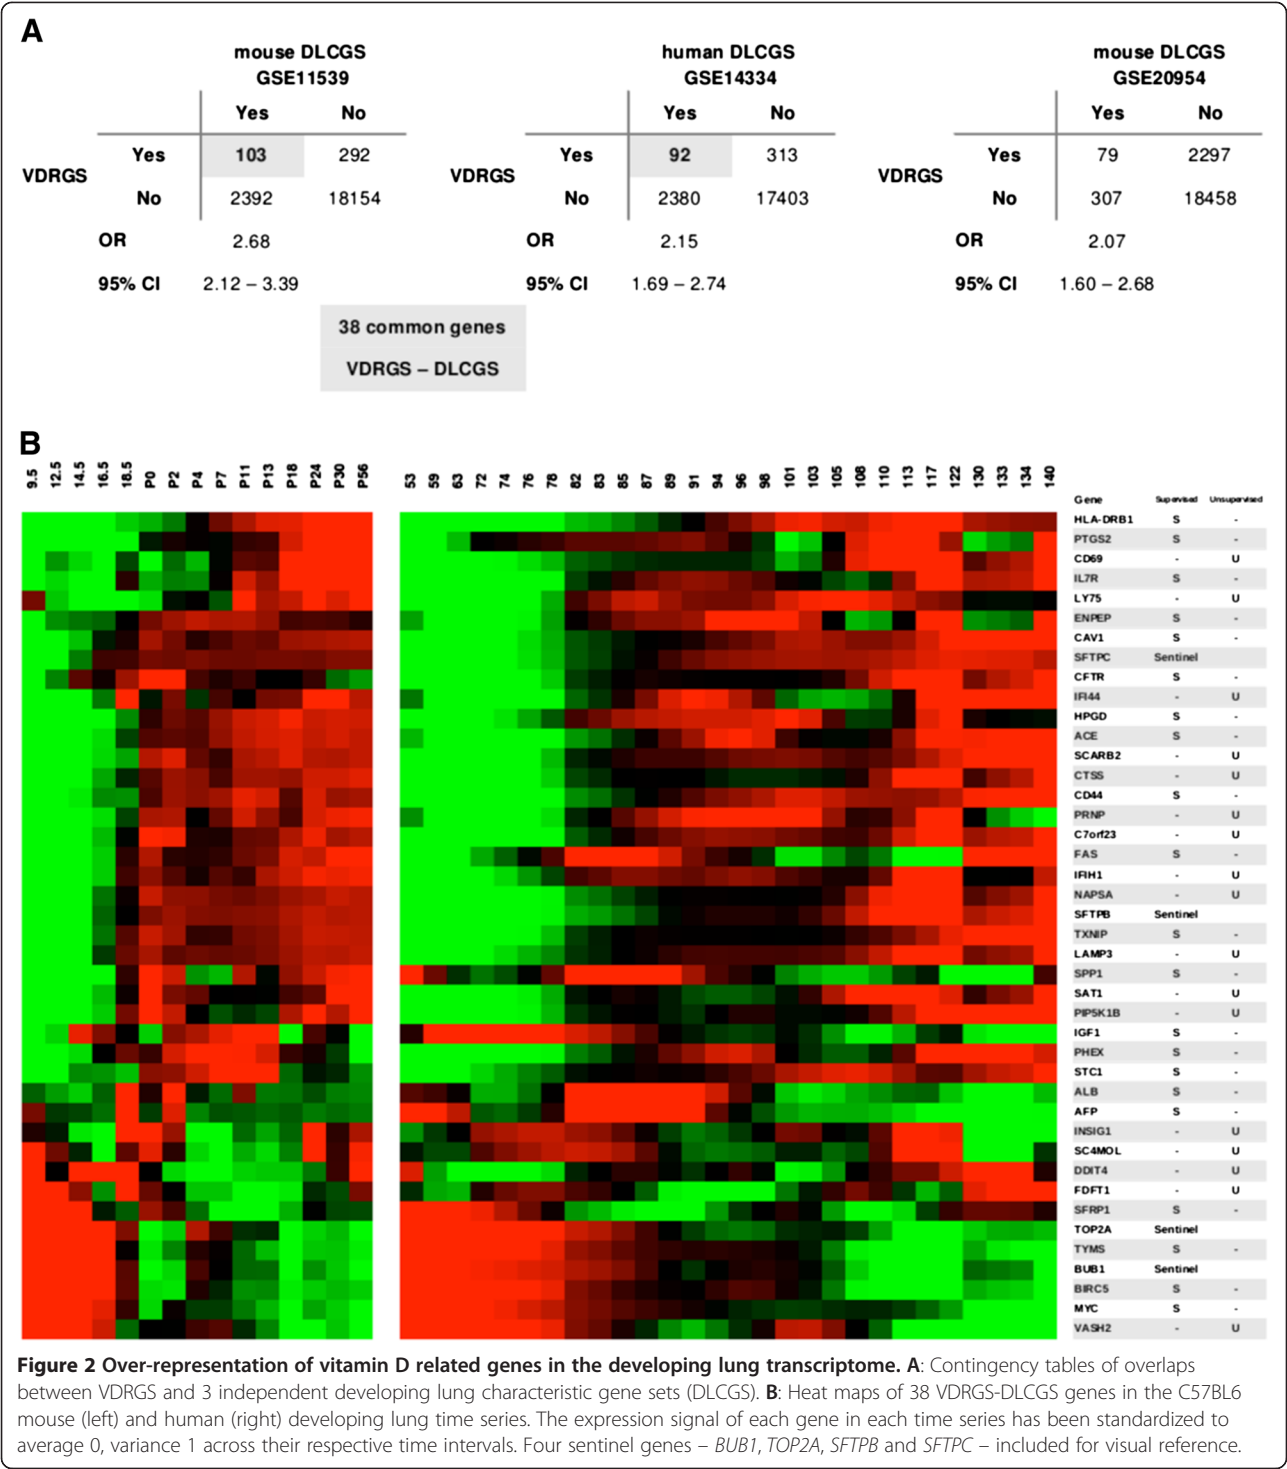 A
mouse DLCGS
GSE11539
Yes No
VDRGS
Yes 103 292
No 2392 18154
OR 2.68
95% CI 2.12 – 3.39
human DLCGS
GSE14334
Yes No
VDRGS
Yes 92 313
No 2380 17403
OR 2.15
95% CI 1.69 – 2.74
mouse DLCGS
GSE20954
Yes No
VDRGS
Yes 79 2297
No 307 18458
OR 2.07
95% CI 1.60 – 2.68
38 common genes
VDRGS – DLCGS
B
9.5 12.5 14.5 16.5 18.5 P0 P2 P4 P7 P11 P13 P18 P24 P30 P56
53 59 63 72 74 76 78 82 83 85 87 89 91 94 96 98 101 103 105 108 110 113 117 122 130 133 134 140
Gene Supervised Unsupervised
HLA-DRB1 S -
PTGS2 S -
CD69 - U
IL7R S -
LY75 - U
ENPEP S -
CAV1 S -
SFTPC Sentinel
CFTR S -
IFI44 - U
HPGD S -
ACE S -
SCARB2 - U
CTSS - U
CD44 S -
PRNP - U
C7orf23 - U
FAS S -
IFIH1 - U
NAPSA - U
SFTPB Sentinel
TXNIP S -
LAMP3 - U
SPP1 S -
SAT1 - U
PIP5K1B - U
IGF1 S -
PHEX S -
STC1 S -
ALB S -
AFP S -
INSIG1 - U
SC4MOL - U
DDIT4 - U
FDFT1 - U
SFRP1 S -
TOP2A Sentinel
TYMS S -
BUB1 Sentinel
BIRC5 S -
MYC S -
VASH2 - U
Figure 2 Over-representation of vitamin D related genes in the developing lung transcriptome. A: Contingency tables of overlaps
between VDRGS and 3 independent developing lung characteristic gene sets (DLCGS). B: Heat maps of 38 VDRGS-DLCGS genes in the C57BL6
mouse (left) and human (right) developing lung time series. The expression signal of each gene in each time series has been standardized to
average 0, variance 1 across their respective time intervals. Four sentinel genes – BUB1, TOP2A, SFTPB and SFTPC – included for visual reference.